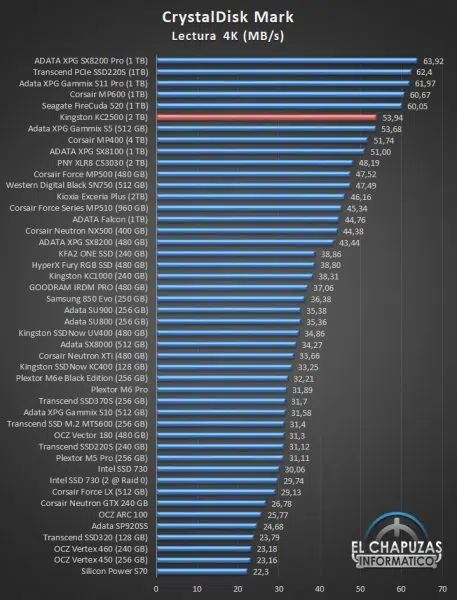 CrystalDisk Mark
Lectura 4K (MB/s)
ADATA XPG SX8200 Pro (1 TB) 63,92
Transcend PCIe SSD220S (1TB) 62,4
Adata XPG Gammix S11 Pro (1 TB) 61,97
Corsair MP600 (1 TB) 60,67
Seagate FireCuda 520 (1 TB) 60,05
Kingston KC2500 (2 TB) 53,94
Adata XPG Gammix S5 (512 GB) 53,68
Corsair MP400 (4 TB) 51,74
ADATA XPG SX8100 (1 TB) 51,00
PNY XLR8 CS3030 (2 TB) 48,19
Corsair Force MP500 (480 GB) 47,52
Western Digital Black SN750 (512 GB) 47,49
Kioxia Exceria Plus (2TB) 46,16
Corsair Force Series MP510 (960 GB) 45,34
ADATA Falcon (1TB) 44,76
Corsair Neutron NX500 (400 GB) 44,38
ADATA XPG SX8200 (480 GB) 43,44
KFA2 ONE SSD (240 GB) 38,86
HyperX Fury RGB SSD (480 GB) 38,80
Kingston KC1000 (240 GB) 38,31
GOODRAM IRDM PRO (480 GB) 37,06
Samsung 850 Evo (250 GB) 36,38
Adata SU900 (256 GB) 35,38
Adata SU800 (256 GB) 35,36
Kingston SSDNow UV400 (480 GB) 34,86
Adata SX8000 (512 GB) 34,27
Corsair Neutron XTi (480 GB) 33,66
Kingston SSDNow KC400 (128 GB) 33,25
Plextor M6e Black Edition (256 GB) 32,21
Plextor M6 Pro 31,89
Transcend SSD370S (256 GB) 31,7
Adata XPG Gammix S10 (512 GB) 31,58
Transcend SSD M.2 MTS600 (256 GB) 31,4
OCZ Vector 180 (480 GB) 31,3
Transcend SSD220S (240 GB) 31,12
Plextor M5 Pro (256 GB) 31,11
Intel SSD 730 30,06
Intel SSD 730 (2 @ Raid 0) 29,74
Corsair Force LX (512 GB) 29,13
Corsair Neutron GTX 240 GB 26,78
OCZ ARC 100 25,77
Adata SP920SS 24,68
Transcend SSD320 (128 GB) 23,79
OCZ Vertex 460 (240 GB) 23,18
OCZ Vertex 450 (256 GB) 23,16
Silicon Power S70 22,3
0 10 20 30 40 50 60 70
EL CHAPUZAS
INFORMÁTICO